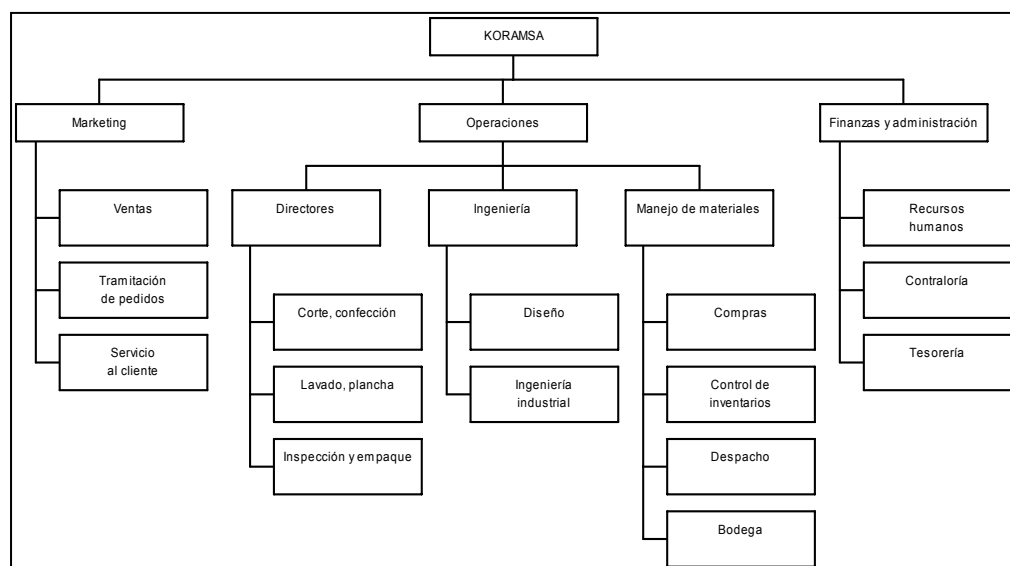 KORAMSA
Marketing
Operaciones
Finanzas y administración
Ventas
Directores
Ingeniería
Manejo de materiales
Recursos
humanos
Tramitación
de pedidos
Corte, confección
Diseño
Compras
Contraloría
Servicio
al cliente
Lavado, plancha
Ingeniería
industrial
Control de
inventarios
Tesorería
Inspección y empaque
Despacho
Bodega